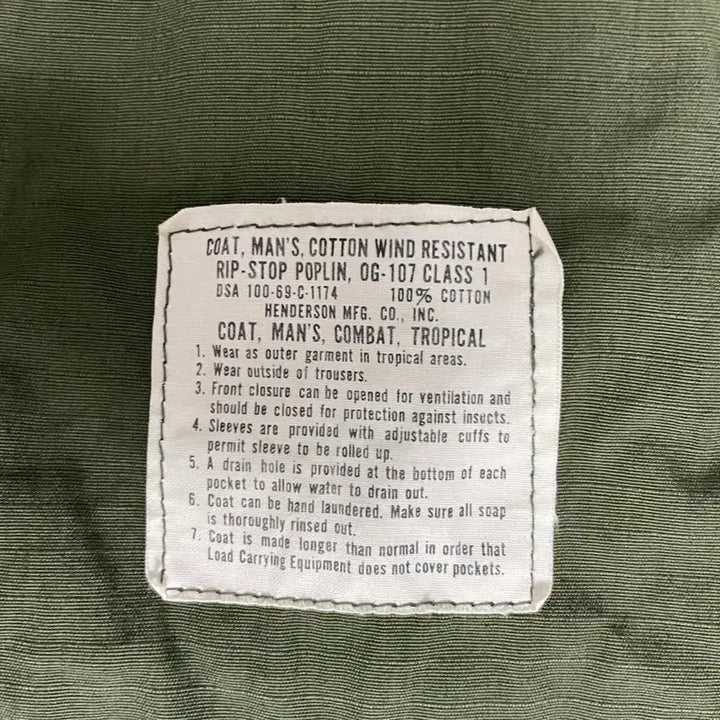 COAT, MAN'S, COTTON WIND RESISTANT
RIP-STOP POPLIN, OG-107 CLASS 1
DSA 100-69-C-1174 100% COTTON
HENDERSON MFG. CO., INC.
COAT, MAN'S, COMBAT, TROPICAL
1. Wear as outer garment in tropical areas.
2. Wear outside of trousers.
3. Front closure can be opened for ventilation and
should be closed for protection against insects.
4. Sleeves are provided with adjustable cuffs to
permit sleeve to be rolled up.
5. A drain hole is provided at the bottom of each
pocket to allow water to drain out.
6. Coat can be hand laundered. Make sure all soap
is thoroughly rinsed out.
7. Coat is made longer than normal in order that
Load Carrying Equipment does not cover pockets.